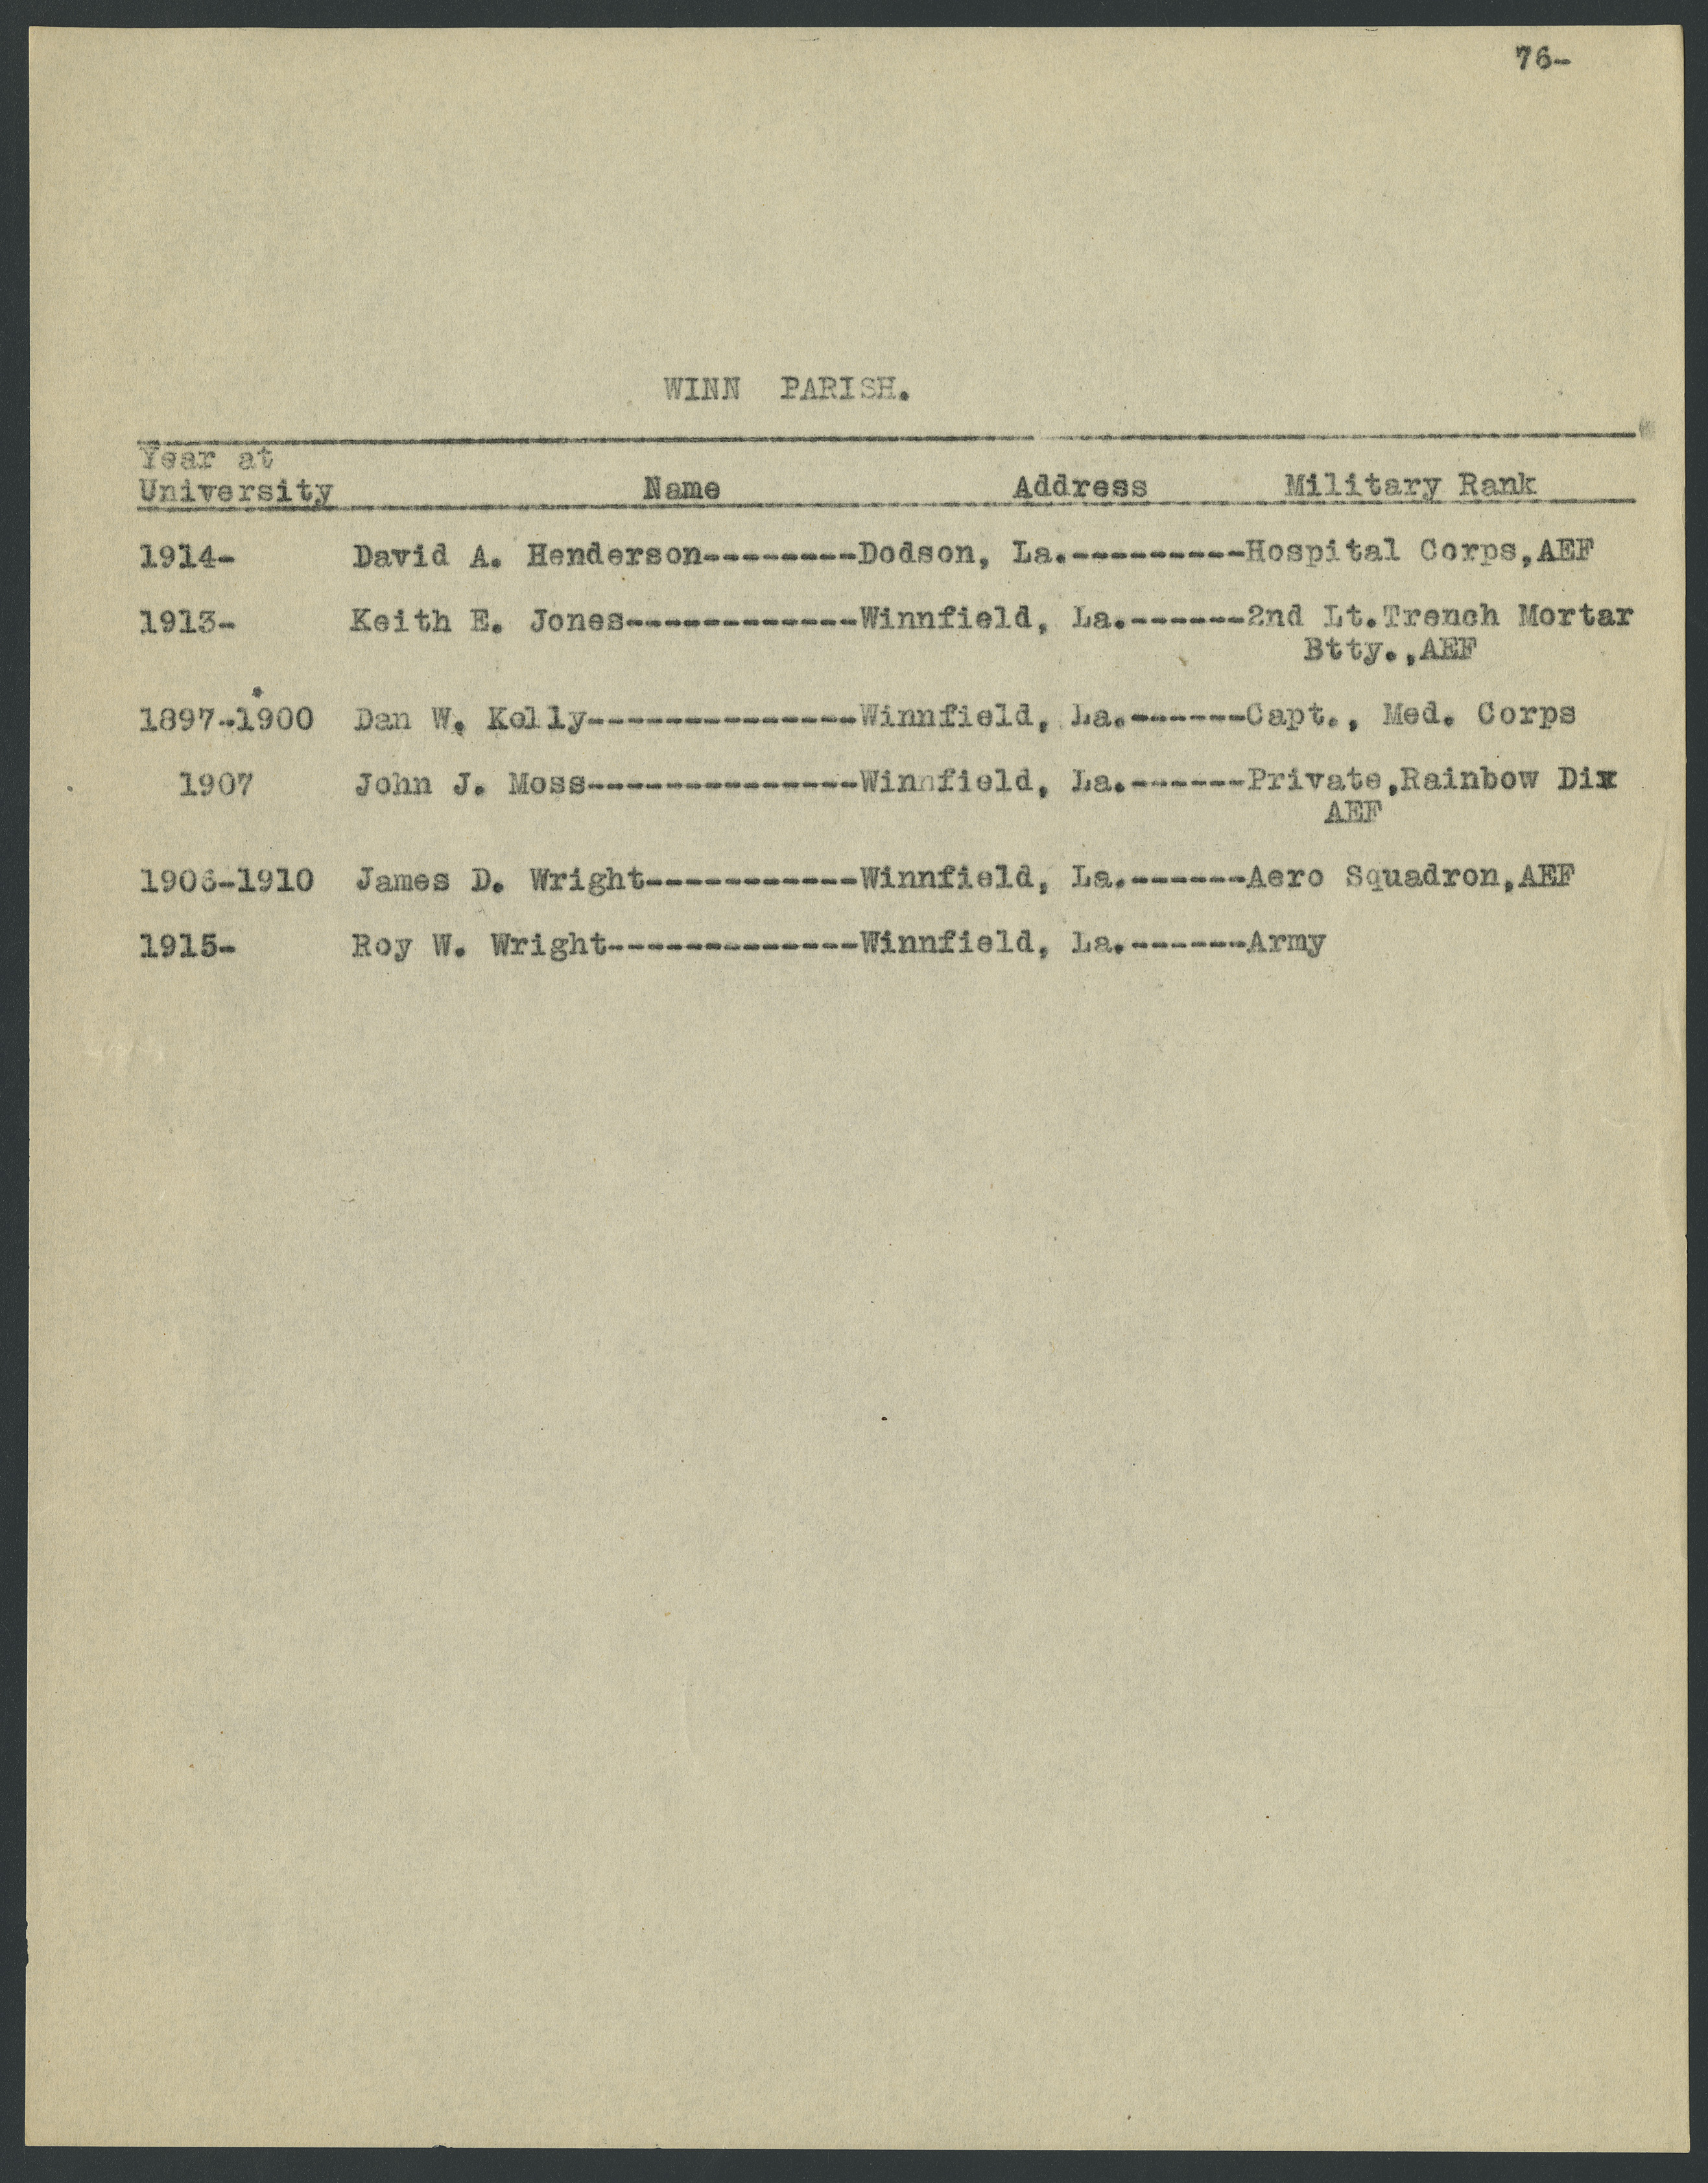 76-
WINN PARISH.
Year at
University Name Address Military Rank
1914- David A. Henderson--------Dodson, La.---------Hospital Corps,AEF
1913- Keith E. Jones------------Winnfield, La.------2nd Lt.Trench Mortar
Btty.,AEF
1897-1900 Dan W. Kelly--------------Winnfield, La.------Capt., Med. Corps
1907 John J. Moss--------------Winnfield, La.------Private,Rainbow Dix
AEF
1906-1910 James D. Wright-----------Winnfield, La.------Aero Squadron,AEF
1915- Roy W. Wright-------------Winnfield, La.------Army